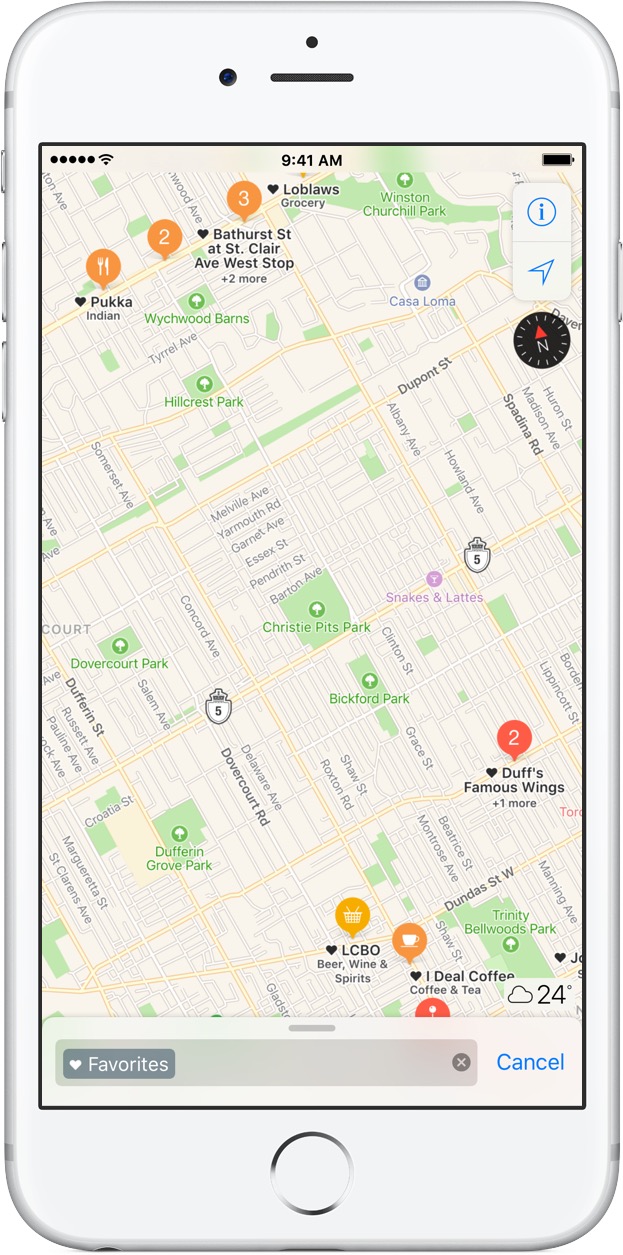 9:41 AM
Loblaws
Grocery
Winston
Churchill Park
3
2
Bathurst St
at St. Clair
Ave West Stop
+2 more
Pukka
Indian
Wychwood Barns
Casa Loma
N
Tyrrel Ave
Hillcrest Park
Dupont St
Spadina Rd
Madison Ave
Huron St
Albany Ave
Howland Ave
Somerset Ave
Melville Ave
Yarmouth Rd
Garnet Ave
Essex St
Pendrith St
Barton Ave
5
Snakes & Lattes
Christie Pits Park
Concord Ave
COURT
Dovercourt Park
Clinton St
Bickford Park
Lippincott St
Dufferin St
Salem Ave
Russett Ave
Pauline Ave
5
Grace St
2
Duff's
Famous Wings
+1 more
Delaware Ave
Dovercourt Rd
Shaw St
Roxton Rd
Croatia St
Dufferin
Grove Park
Margueretta St
St Clarens Ave
Beatrice St
Montrose Ave
Dundas St W
Manning Ave
Trinity
Bellwoods Park
Shaw St
LCBO
Beer, Wine &
Spirits
I Deal Coffee
Coffee & Tea
24°
Favorites
Cancel